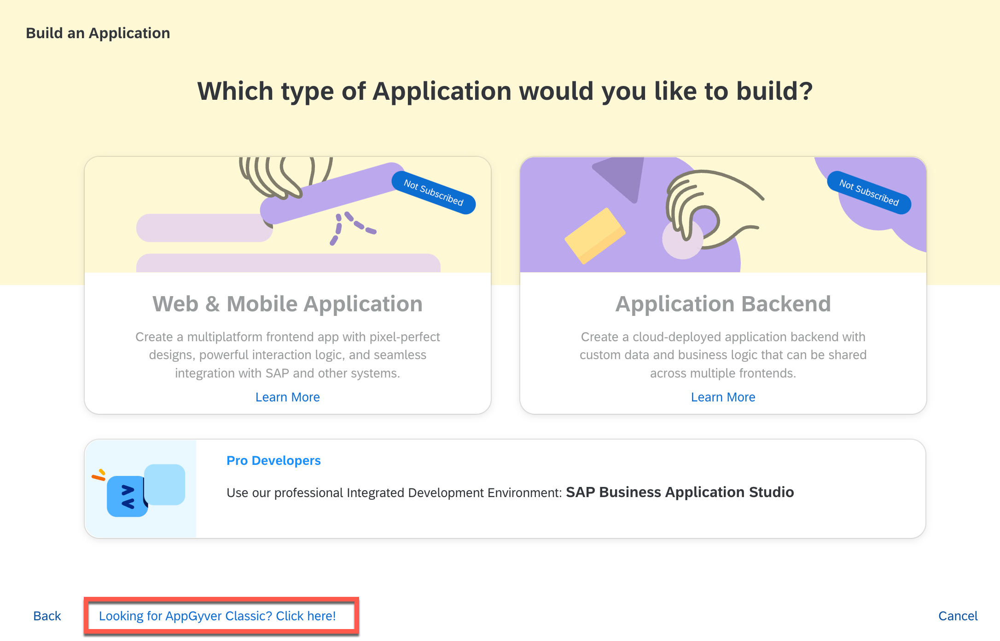 Build an Application
Which type of Application would you like to build?
Not Subscribed
Web & Mobile Application
Create a multiplatform frontend app with pixel-perfect
designs, powerful interaction logic, and seamless
integration with SAP and other systems.
Learn More
Not Subscribed
Application Backend
Create a cloud-deployed application backend with
custom data and business logic that can be shared
across multiple frontends.
Learn More
Pro Developers
Use our professional Integrated Development Environment: SAP Business Application Studio
Back
Looking for AppGyver Classic? Click here!
Cancel